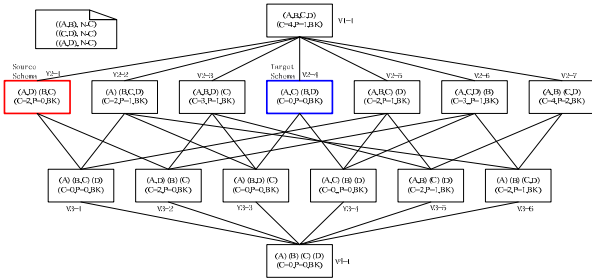 ((A,B), N-C)
((C,D), N-C)
((A,D), N-C)
(A,B,C,D)
(C=4,P=1,BK)
V1-1
Source
Schema
V2-1
V2-2
V2-3
Target
Schema
V2-4
V2-5
V2-6
V2-7
(A,D) (B,C)
(C=2,P=0,BK)
(A) (B,C,D)
(C=2,P=1,BK)
(A,B,D) (C)
(C=3,P=1,BK)
(A,C) (B,D)
(C=0,P=0,BK)
(A,B,C) (D)
(C=2,P=1,BK)
(A,C,D) (B)
(C=3,P=1,BK)
(A,B) (C,D)
(C=4,P=2,BK)
(A) (B,C) (D)
(C=0,P=0,BK)
(A,D) (B) (C)
(C=2,P=0,BK)
(A) (B,D) (C)
(C=0,P=0,BK)
(A,C) (B) (D)
(C=0,P=0,BK)
(A,B) (C) (D)
(C=2,P=1,BK)
(A) (B) (C,D)
(C=2,P=1,BK)
V3-1
V3-2
V3-3
V3-4
V3-5
V3-6
(A) (B) (C) (D)
(C=0,P=0,BK)
V4-1